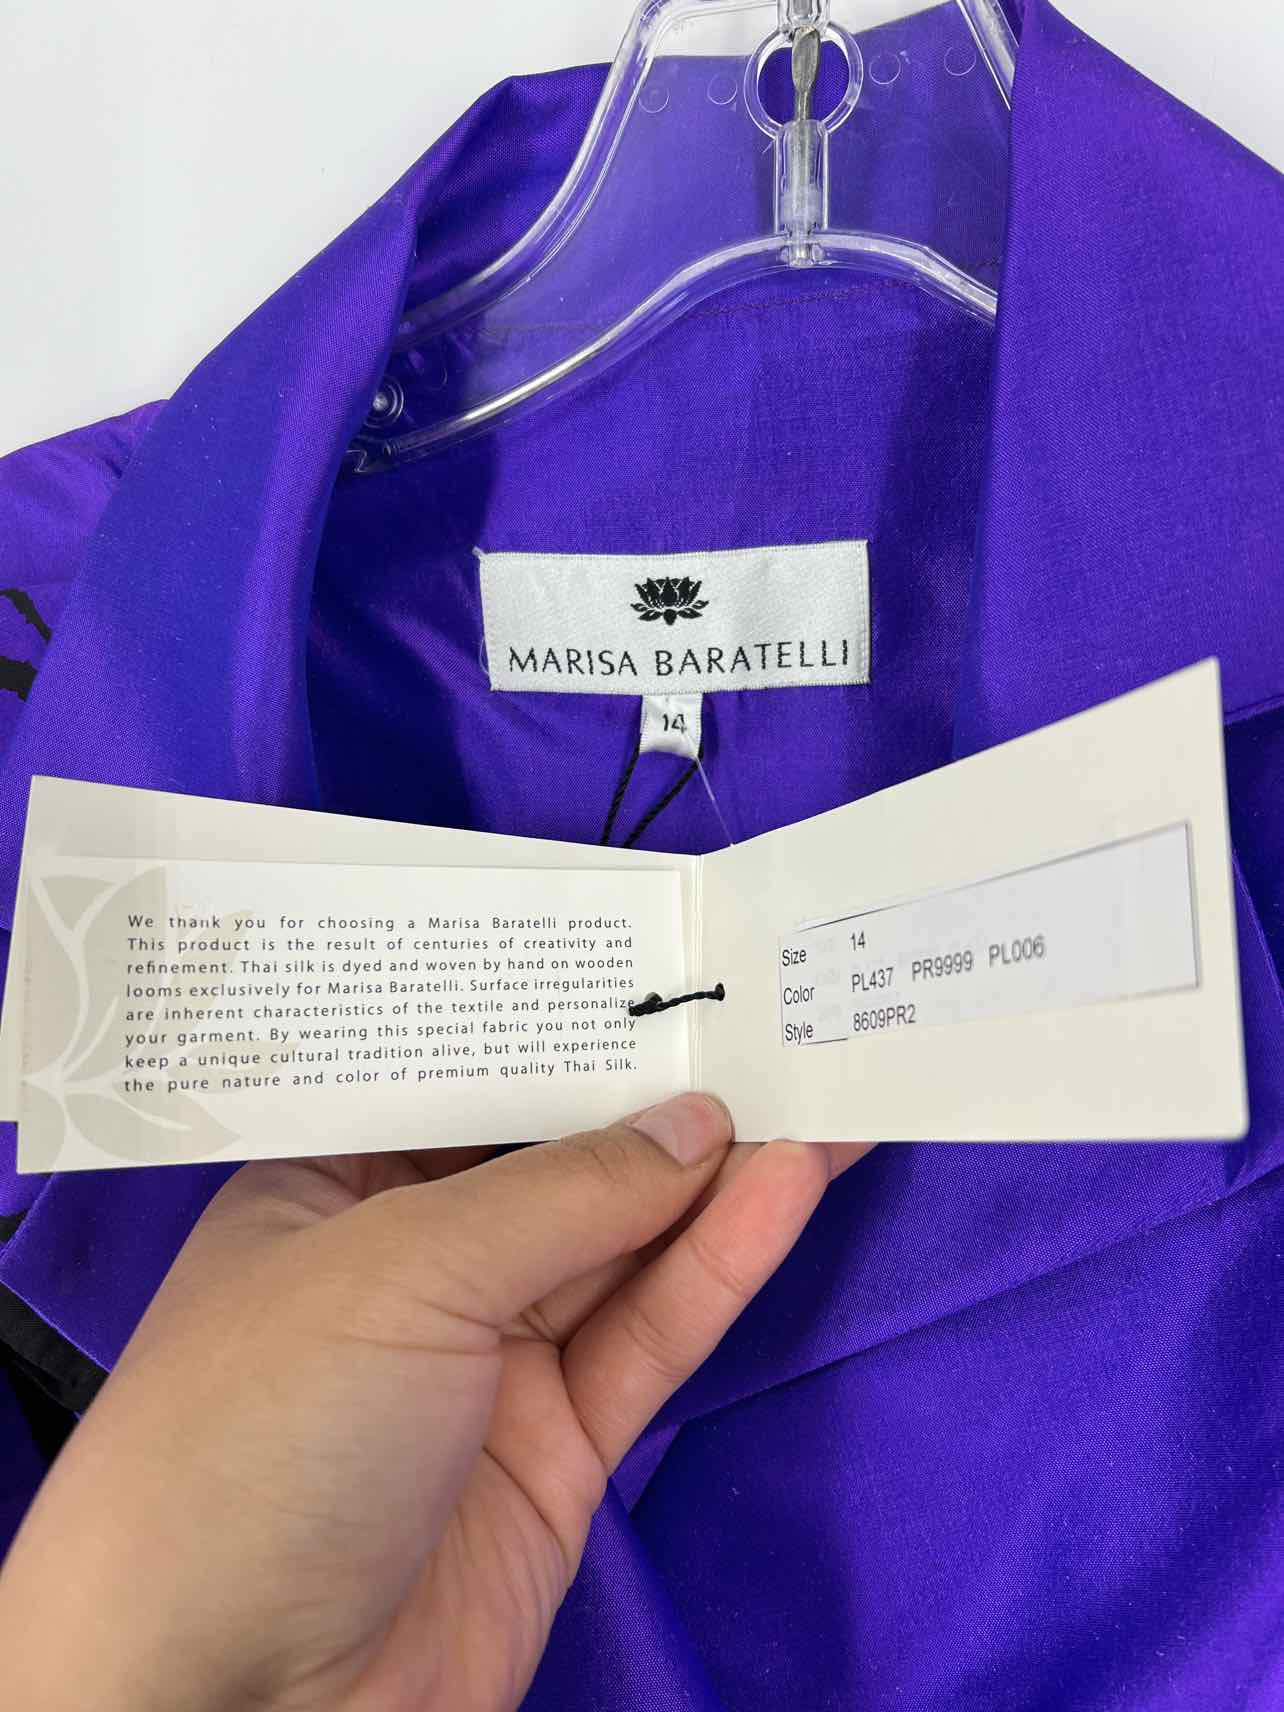 MARISA BARATELLI
14
We thank you for choosing a Marisa Baratelli product.
This product is the result of centuries of creativity and
refinement. Thai silk is dyed and woven by hand on wooden
looms exclusively for Marisa Baratelli. Surface irregularities
are inherent characteristics of the textile and personalize
your garment. By wearing this special fabric you not only
keep a unique cultural tradition alive, but will experience
the pure nature and color of premium quality Thai Silk.
Size 14
Color PL437 PR9999 PL006
Style 8609PR2